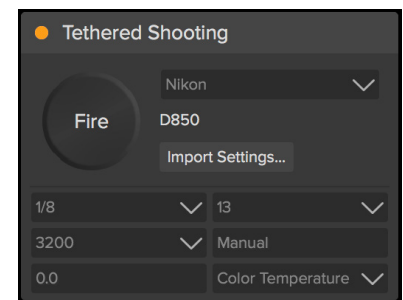 Tethered Shooting
Nikon
Fire
D850
Import Settings...
1/8
13
3200
Manual
0.0
Color Temperature